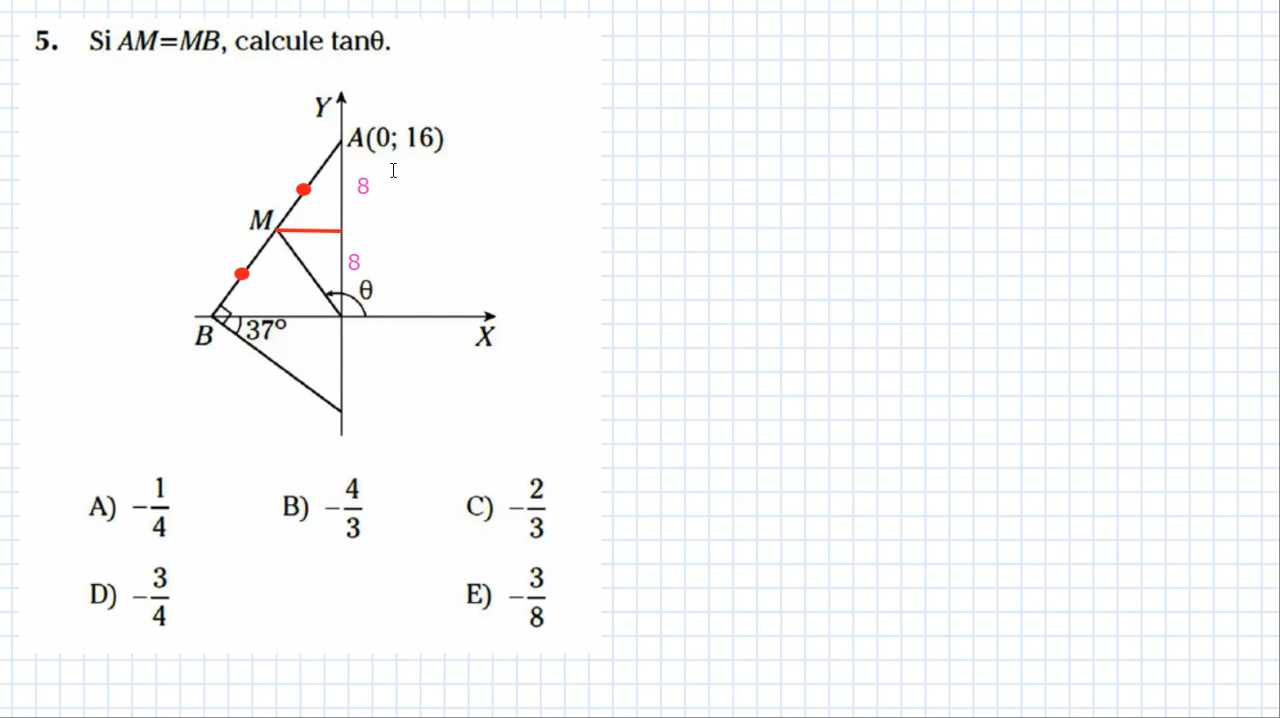 5. Si AM=MB, calcule tanθ.
Y
A(0; 16)
8
M
8
θ
B
37°
X
A) -1/4 B) -4/3 C) -2/3
D) -3/4 E) -3/8